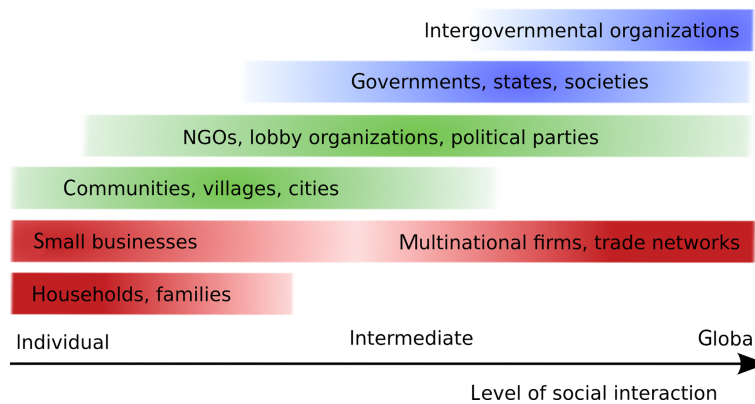 Intergovernmental organizations
Governments, states, societies
NGOs, lobby organizations, political parties
Communities, villages, cities
Small businesses
Multinational firms, trade networks
Households, families
Individual
Intermediate
Globa
Level of social interaction